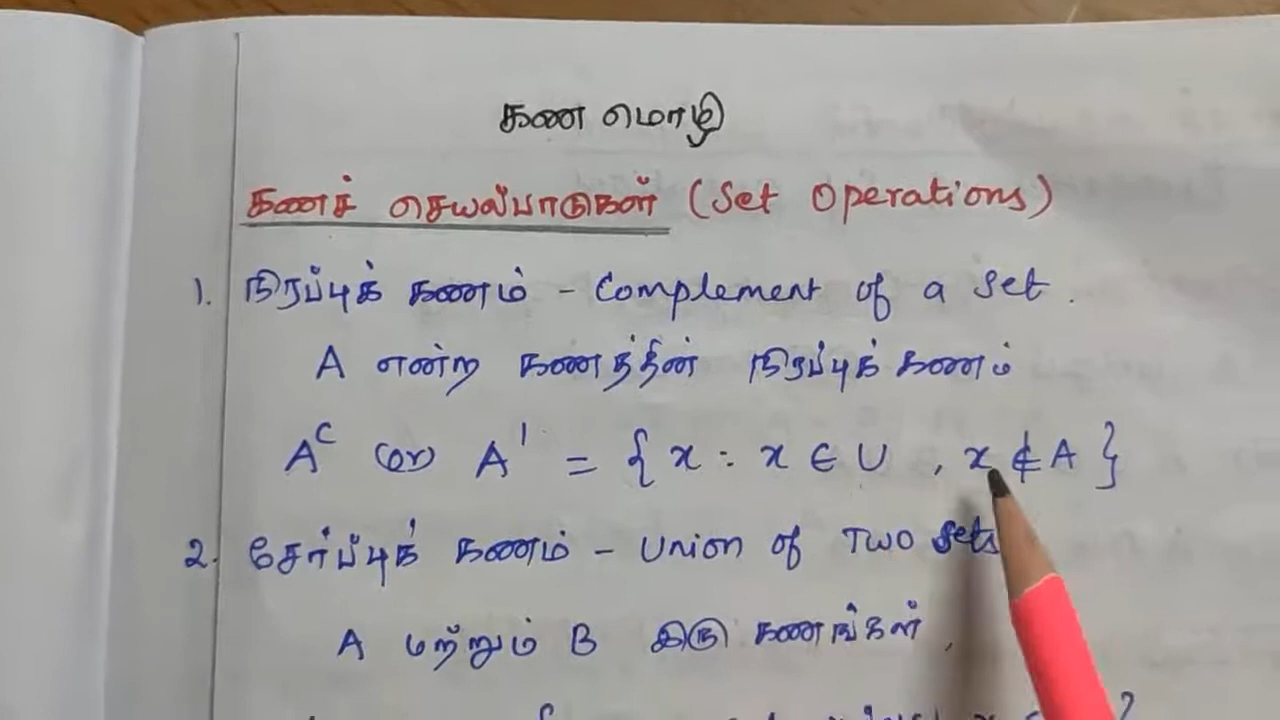 கண மொழி
கணச் செயல்பாடுகள் (Set Operations)
1. நிரப்புக் கணம் - Complement of a set.
A என்ற கணத்தின் நிரப்புக் கணம்
Aᶜ (or) A' = { x : x ∈ U , x ∉ A }
2. சேர்ப்புக் கணம் - Union of Two Sets
A மற்றும் B இரு கணங்கள் ,